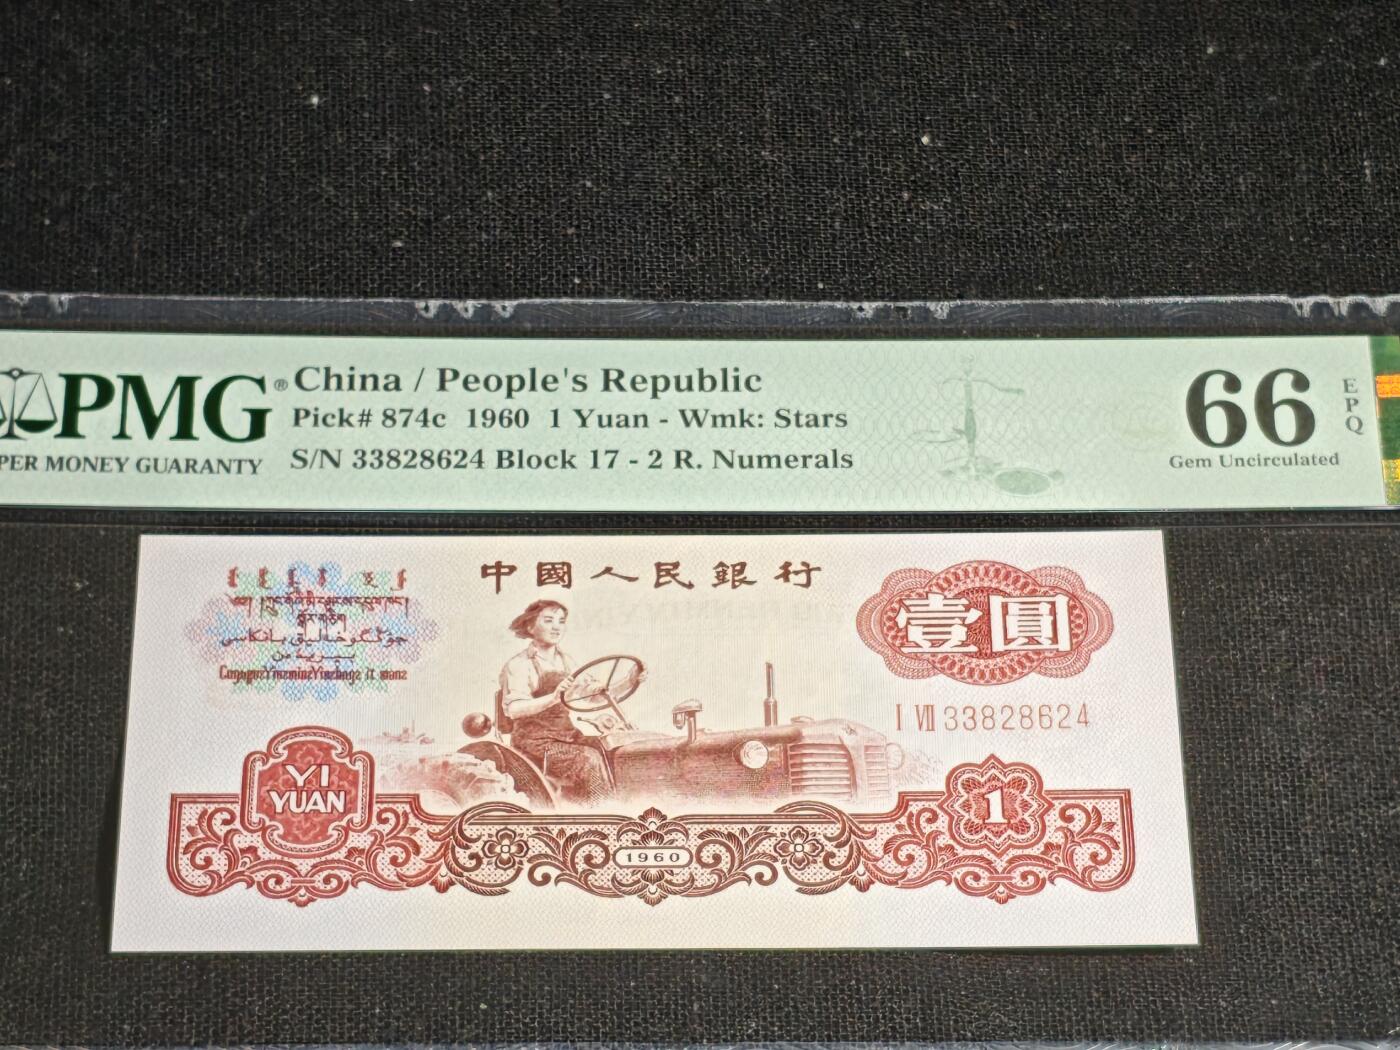 PMG®
PER MONEY GUARANTY
China / People's Republic
Pick# 874c 1960 1 Yuan - Wmk: Stars
S/N 33828624 Block 17 - 2 R. Numerals
66
EPQ
Gem Uncirculated
中國人民銀行
壹圓
I VII 33828624
YI
YUAN
1960
1